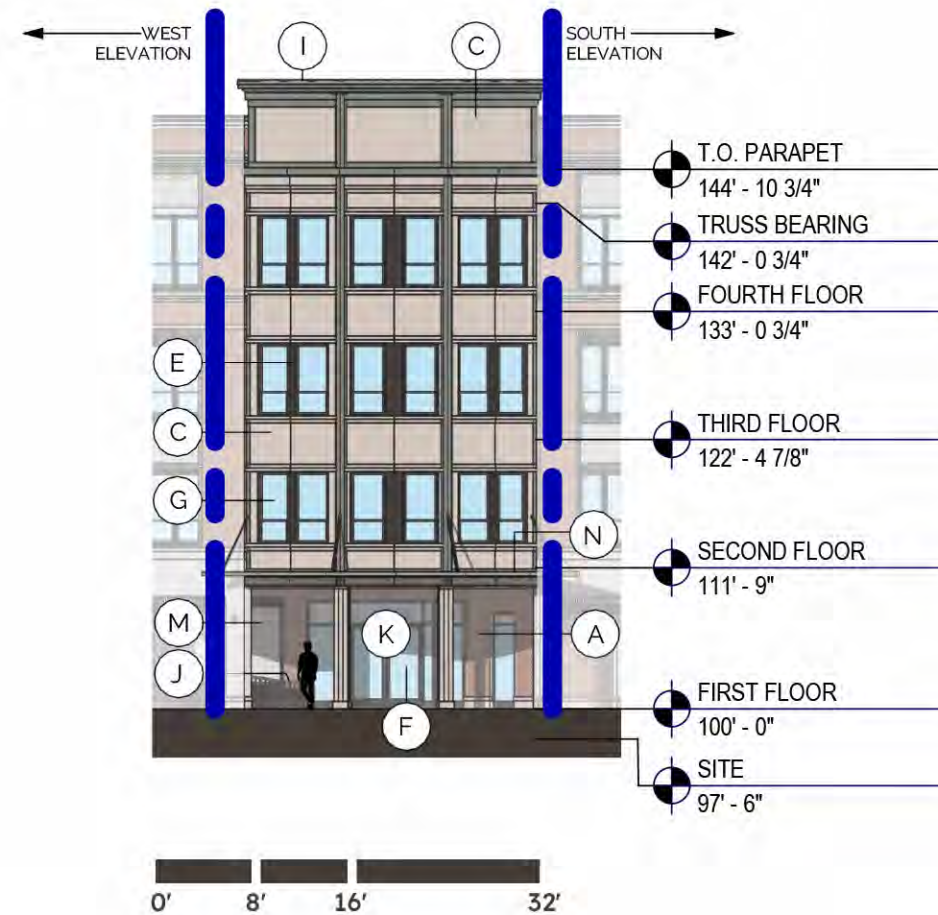 WEST
ELEVATION
I
C
SOUTH
ELEVATION
T.O. PARAPET
144' - 10 3/4"
TRUSS BEARING
142' - 0 3/4"
FOURTH FLOOR
133' - 0 3/4"
E
C
THIRD FLOOR
122' - 4 7/8"
G
N
SECOND FLOOR
111' - 9"
M
K
A
J
FIRST FLOOR
100' - 0"
F
SITE
97' - 6"
0' 8' 16' 32'